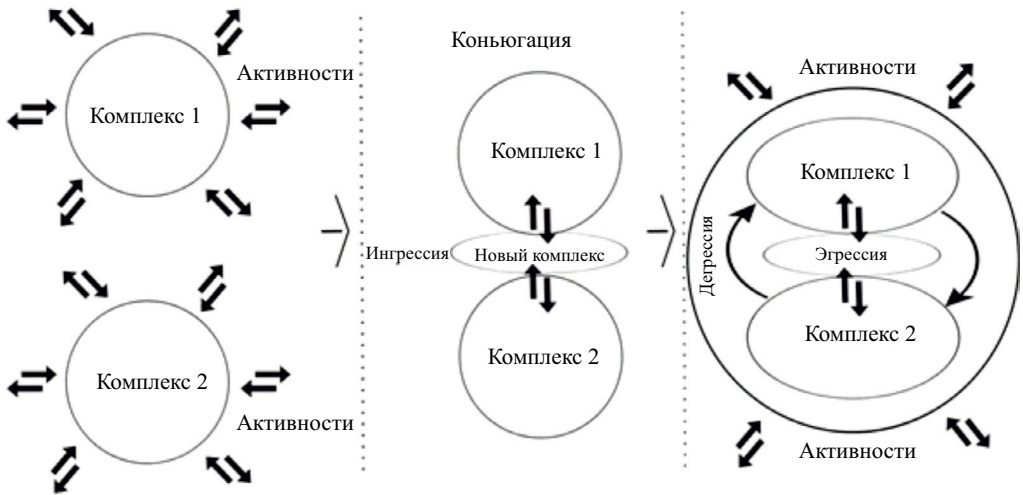 Активности
Комплекс 1
Комплекс 2
Активности
Коньюгация
Комплекс 1
Ингрессия
Новый комплекс
Комплекс 2
Активности
Комплекс 1
Дегрессия
Эгрессия
Комплекс 2
Активности